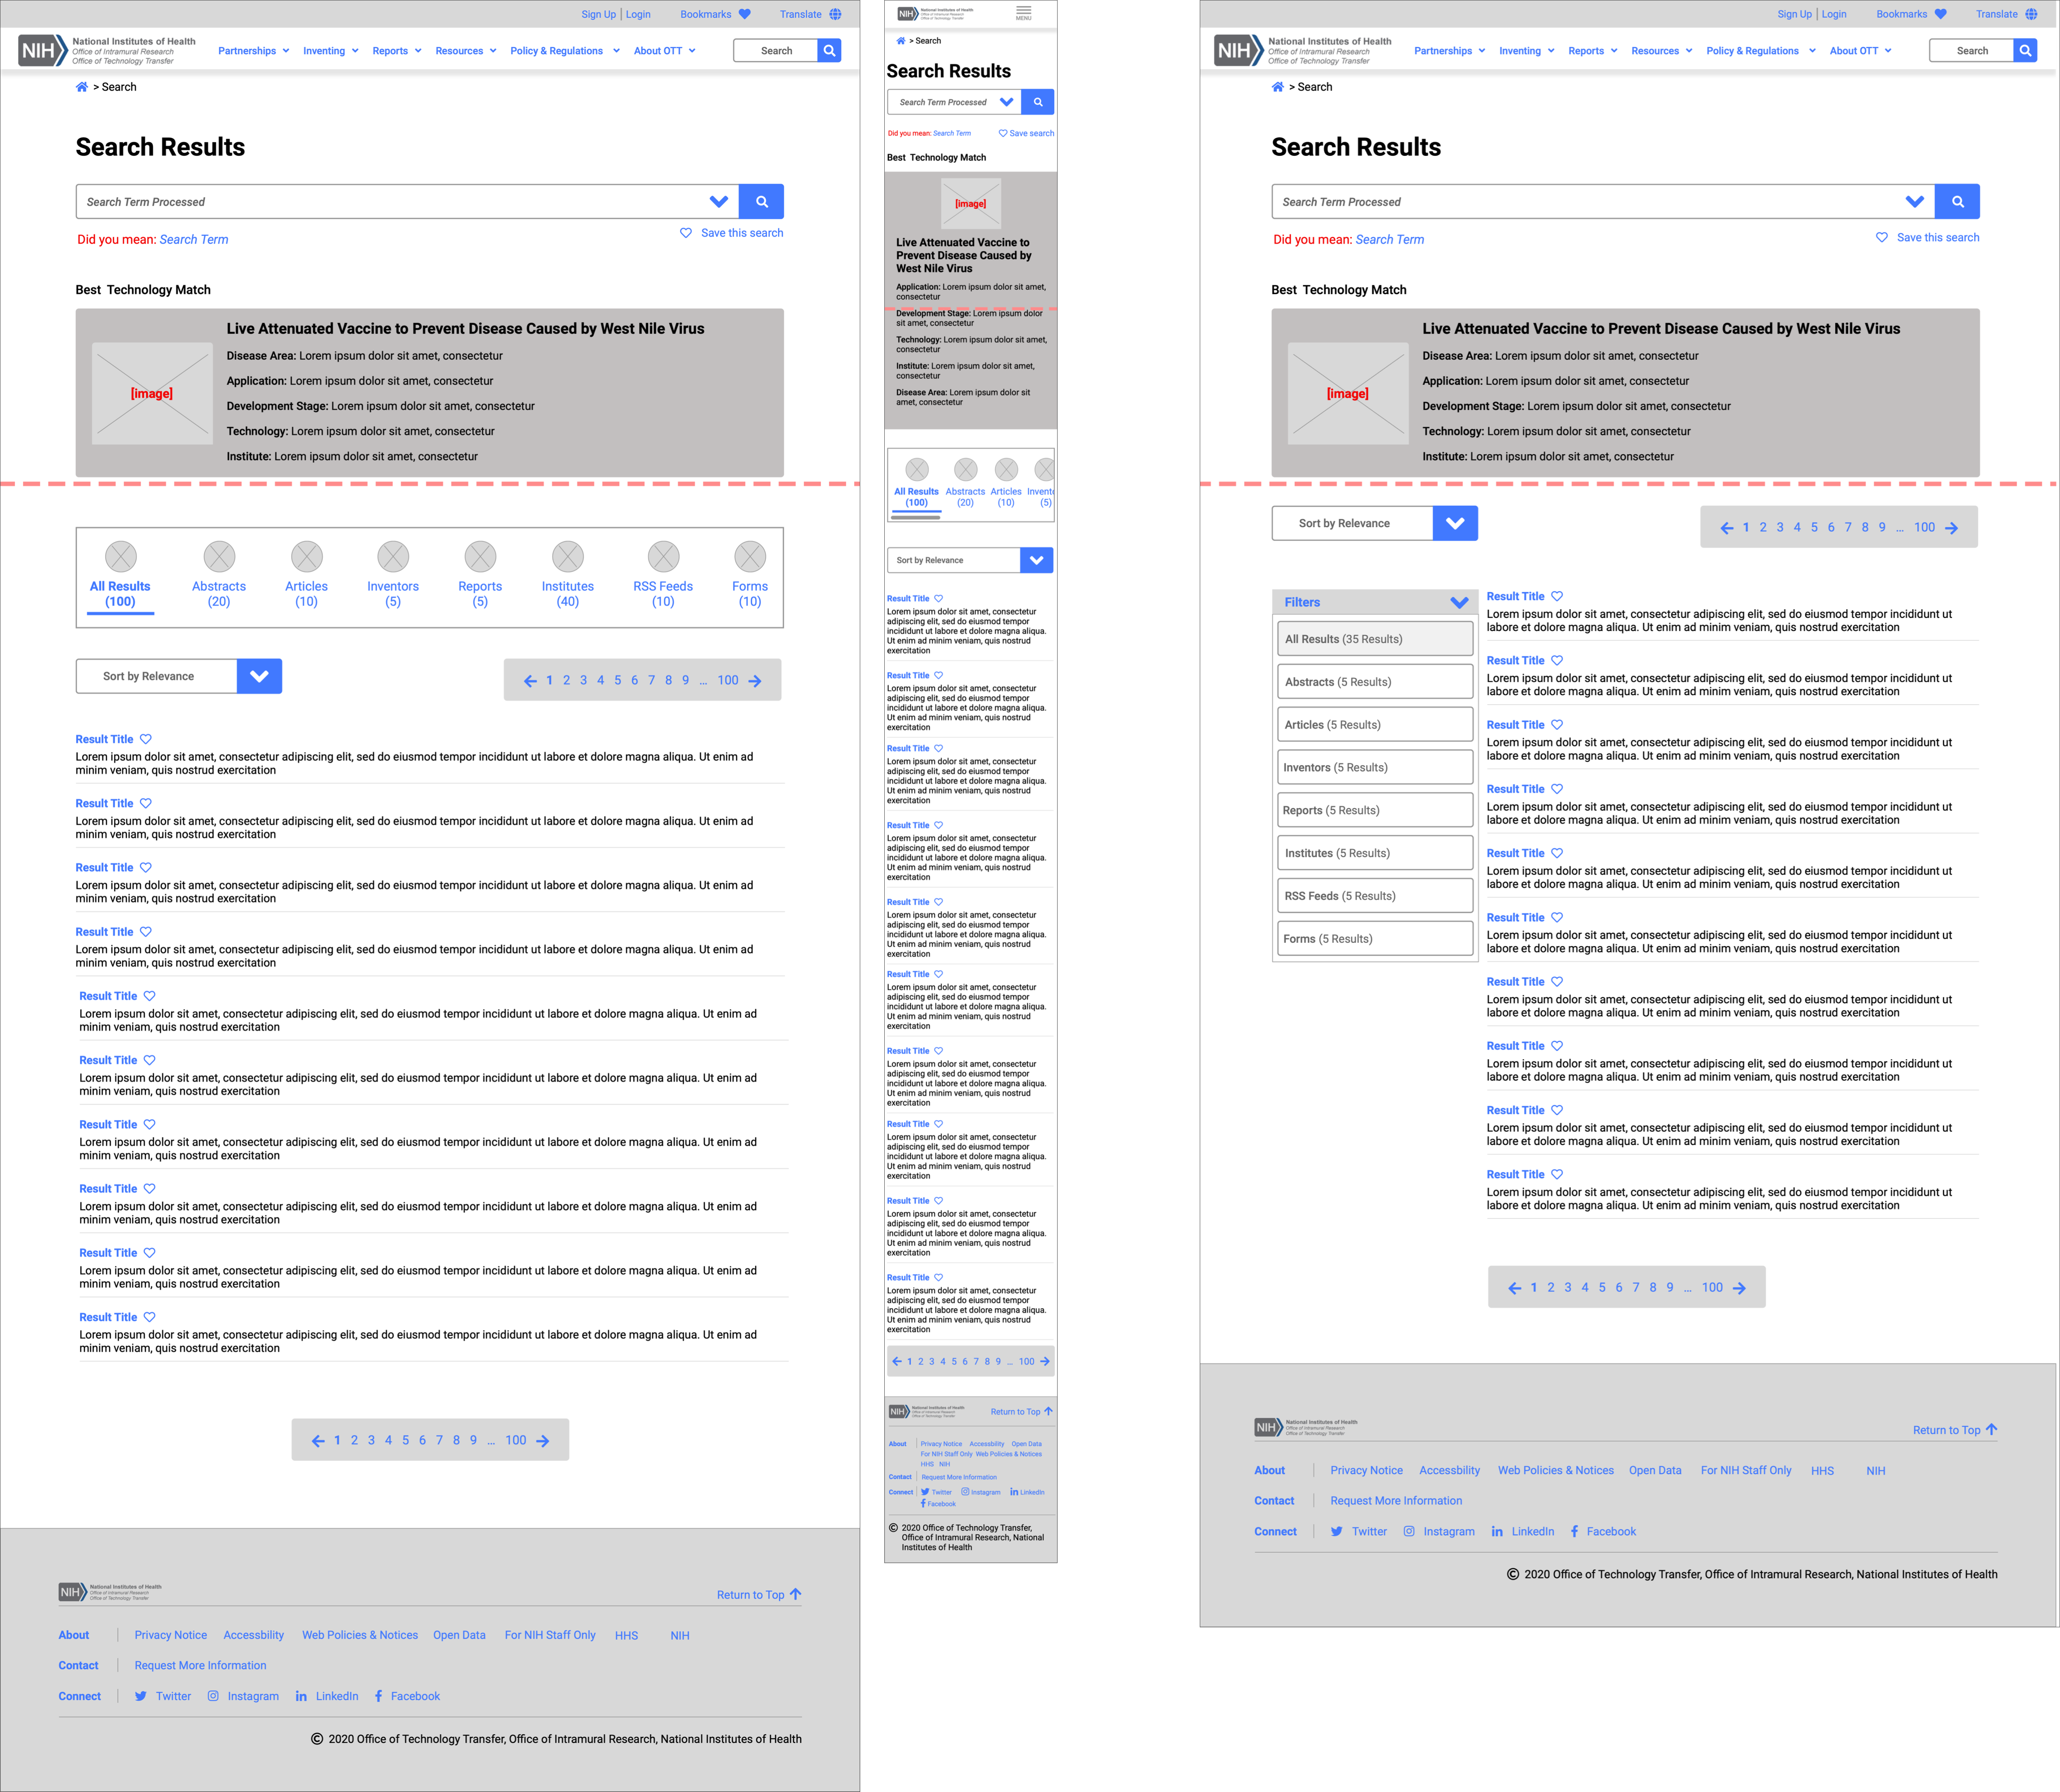 Sign Up | Login Bookmarks Translate
NIH National Institutes of Health
Office of Intramural Research
Office of Technology Transfer
Partnerships Inventing Reports Resources Policy & Regulations About OTT Search
> Search
Search Results
Search Term Processed
Did you mean: Search Term
Save this search
Best Technology Match
[image]
Live Attenuated Vaccine to Prevent Disease Caused by West Nile Virus
Disease Area: Lorem ipsum dolor sit amet, consectetur
Application: Lorem ipsum dolor sit amet, consectetur
Development Stage: Lorem ipsum dolor sit amet, consectetur
Technology: Lorem ipsum dolor sit amet, consectetur
Institute: Lorem ipsum dolor sit amet, consectetur
All Results Abstracts Articles Inventors Reports Institutes RSS Feeds Forms
(100) (20) (10) (5) (5) (40) (10) (10)
Sort by Relevance
1 2 3 4 5 6 7 8 9 ... 100
Result Title
Lorem ipsum dolor sit amet, consectetur adipiscing elit, sed do eiusmod tempor incididunt ut labore et dolore magna aliqua. Ut enim ad
minim veniam, quis nostrud exercitation
Result Title
Lorem ipsum dolor sit amet, consectetur adipiscing elit, sed do eiusmod tempor incididunt ut labore et dolore magna aliqua. Ut enim ad
minim veniam, quis nostrud exercitation
Result Title
Lorem ipsum dolor sit amet, consectetur adipiscing elit, sed do eiusmod tempor incididunt ut labore et dolore magna aliqua. Ut enim ad
minim veniam, quis nostrud exercitation
Result Title
Lorem ipsum dolor sit amet, consectetur adipiscing elit, sed do eiusmod tempor incididunt ut labore et dolore magna aliqua. Ut enim ad
minim veniam, quis nostrud exercitation
Result Title
Lorem ipsum dolor sit amet, consectetur adipiscing elit, sed do eiusmod tempor incididunt ut labore et dolore magna aliqua. Ut enim ad
minim veniam, quis nostrud exercitation
Result Title
Lorem ipsum dolor sit amet, consectetur adipiscing elit, sed do eiusmod tempor incididunt ut labore et dolore magna aliqua. Ut enim ad
minim veniam, quis nostrud exercitation
Result Title
Lorem ipsum dolor sit amet, consectetur adipiscing elit, sed do eiusmod tempor incididunt ut labore et dolore magna aliqua. Ut enim ad
minim veniam, quis nostrud exercitation
Result Title
Lorem ipsum dolor sit amet, consectetur adipiscing elit, sed do eiusmod tempor incididunt ut labore et dolore magna aliqua. Ut enim ad
minim veniam, quis nostrud exercitation
Result Title
Lorem ipsum dolor sit amet, consectetur adipiscing elit, sed do eiusmod tempor incididunt ut labore et dolore magna aliqua. Ut enim ad
minim veniam, quis nostrud exercitation
Result Title
Lorem ipsum dolor sit amet, consectetur adipiscing elit, sed do eiusmod tempor incididunt ut labore et dolore magna aliqua. Ut enim ad
minim veniam, quis nostrud exercitation
1 2 3 4 5 6 7 8 9 ... 100
NIH National Institutes of Health
Office of Intramural Research
Office of Technology Transfer
Return to Top
About Privacy Notice Accessbility Web Policies & Notices Open Data For NIH Staff Only HHS NIH
Contact Request More Information
Connect Twitter Instagram LinkedIn Facebook
© 2020 Office of Technology Transfer, Office of Intramural Research, National Institutes of Health
NIH National Institutes of Health
Office of Intramural Research
Office of Technology Transfer
MENU
> Search
Search Results
Search Term Processed
Did you mean: Search Term Save search
Best Technology Match
[image]
Live Attenuated Vaccine to
Prevent Disease Caused by
West Nile Virus
Application: Lorem ipsum dolor sit amet,
consectetur
Development Stage: Lorem ipsum dolor
sit amet, consectetur
Technology: Lorem ipsum dolor sit amet,
consectetur
Institute: Lorem ipsum dolor sit amet,
consectetur
Disease Area: Lorem ipsum dolor sit
amet, consectetur
All Results Abstracts Articles Invento
(100) (20) (10) (5)
Sort by Relevance
Result Title
Lorem ipsum dolor sit amet, consectetur
adipiscing elit, sed do eiusmod tempor
incididunt ut labore et dolore magna aliqua.
Ut enim ad minim veniam, quis nostrud
exercitation
Result Title
Lorem ipsum dolor sit amet, consectetur
adipiscing elit, sed do eiusmod tempor
incididunt ut labore et dolore magna aliqua.
Ut enim ad minim veniam, quis nostrud
exercitation
Result Title
Lorem ipsum dolor sit amet, consectetur
adipiscing elit, sed do eiusmod tempor
incididunt ut labore et dolore magna aliqua.
Ut enim ad minim veniam, quis nostrud
exercitation
Result Title
Lorem ipsum dolor sit amet, consectetur
adipiscing elit, sed do eiusmod tempor
incididunt ut labore et dolore magna aliqua.
Ut enim ad minim veniam, quis nostrud
exercitation
Result Title
Lorem ipsum dolor sit amet, consectetur
adipiscing elit, sed do eiusmod tempor
incididunt ut labore et dolore magna aliqua.
Ut enim ad minim veniam, quis nostrud
exercitation
Result Title
Lorem ipsum dolor sit amet, consectetur
adipiscing elit, sed do eiusmod tempor
incididunt ut labore et dolore magna aliqua.
Ut enim ad minim veniam, quis nostrud
exercitation
Result Title
Lorem ipsum dolor sit amet, consectetur
adipiscing elit, sed do eiusmod tempor
incididunt ut labore et dolore magna aliqua.
Ut enim ad minim veniam, quis nostrud
exercitation
Result Title
Lorem ipsum dolor sit amet, consectetur
adipiscing elit, sed do eiusmod tempor
incididunt ut labore et dolore magna aliqua.
Ut enim ad minim veniam, quis nostrud
exercitation
Result Title
Lorem ipsum dolor sit amet, consectetur
adipiscing elit, sed do eiusmod tempor
incididunt ut labore et dolore magna aliqua.
Ut enim ad minim veniam, quis nostrud
exercitation
Result Title
Lorem ipsum dolor sit amet, consectetur
adipiscing elit, sed do eiusmod tempor
incididunt ut labore et dolore magna aliqua.
Ut enim ad minim veniam, quis nostrud
exercitation
1 2 3 4 5 6 7 8 9 ... 100
NIH National Institutes of Health
Office of Intramural Research
Office of Technology Transfer
Return to Top
About Privacy Notice Accessbility Open Data
For NIH Staff Only Web Policies & Notices
HHS NIH
Contact Request More Information
Connect Twitter Instagram LinkedIn
Facebook
© 2020 Office of Technology Transfer,
Office of Intramural Research, National
Institutes of Health
Sign Up | Login Bookmarks Translate
NIH National Institutes of Health
Office of Intramural Research
Office of Technology Transfer
Partnerships Inventing Reports Resources Policy & Regulations About OTT Search
> Search
Search Results
Search Term Processed
Did you mean: Search Term
Save this search
Best Technology Match
[image]
Live Attenuated Vaccine to Prevent Disease Caused by West Nile Virus
Disease Area: Lorem ipsum dolor sit amet, consectetur
Application: Lorem ipsum dolor sit amet, consectetur
Development Stage: Lorem ipsum dolor sit amet, consectetur
Technology: Lorem ipsum dolor sit amet, consectetur
Institute: Lorem ipsum dolor sit amet, consectetur
Sort by Relevance
1 2 3 4 5 6 7 8 9 ... 100
Filters
All Results (35 Results)
Abstracts (5 Results)
Articles (5 Results)
Inventors (5 Results)
Reports (5 Results)
Institutes (5 Results)
RSS Feeds (5 Results)
Forms (5 Results)
Result Title
Lorem ipsum dolor sit amet, consectetur adipiscing elit, sed do eiusmod tempor incididunt ut
labore et dolore magna aliqua. Ut enim ad minim veniam, quis nostrud exercitation
Result Title
Lorem ipsum dolor sit amet, consectetur adipiscing elit, sed do eiusmod tempor incididunt ut
labore et dolore magna aliqua. Ut enim ad minim veniam, quis nostrud exercitation
Result Title
Lorem ipsum dolor sit amet, consectetur adipiscing elit, sed do eiusmod tempor incididunt ut
labore et dolore magna aliqua. Ut enim ad minim veniam, quis nostrud exercitation
Result Title
Lorem ipsum dolor sit amet, consectetur adipiscing elit, sed do eiusmod tempor incididunt ut
labore et dolore magna aliqua. Ut enim ad minim veniam, quis nostrud exercitation
Result Title
Lorem ipsum dolor sit amet, consectetur adipiscing elit, sed do eiusmod tempor incididunt ut
labore et dolore magna aliqua. Ut enim ad minim veniam, quis nostrud exercitation
Result Title
Lorem ipsum dolor sit amet, consectetur adipiscing elit, sed do eiusmod tempor incididunt ut
labore et dolore magna aliqua. Ut enim ad minim veniam, quis nostrud exercitation
Result Title
Lorem ipsum dolor sit amet, consectetur adipiscing elit, sed do eiusmod tempor incididunt ut
labore et dolore magna aliqua. Ut enim ad minim veniam, quis nostrud exercitation
Result Title
Lorem ipsum dolor sit amet, consectetur adipiscing elit, sed do eiusmod tempor incididunt ut
labore et dolore magna aliqua. Ut enim ad minim veniam, quis nostrud exercitation
Result Title
Lorem ipsum dolor sit amet, consectetur adipiscing elit, sed do eiusmod tempor incididunt ut
labore et dolore magna aliqua. Ut enim ad minim veniam, quis nostrud exercitation
Result Title
Lorem ipsum dolor sit amet, consectetur adipiscing elit, sed do eiusmod tempor incididunt ut
labore et dolore magna aliqua. Ut enim ad minim veniam, quis nostrud exercitation
1 2 3 4 5 6 7 8 9 ... 100
NIH National Institutes of Health
Office of Intramural Research
Office of Technology Transfer
Return to Top
About Privacy Notice Accessbility Web Policies & Notices Open Data For NIH Staff Only HHS NIH
Contact Request More Information
Connect Twitter Instagram LinkedIn Facebook
© 2020 Office of Technology Transfer, Office of Intramural Research, National Institutes of Health